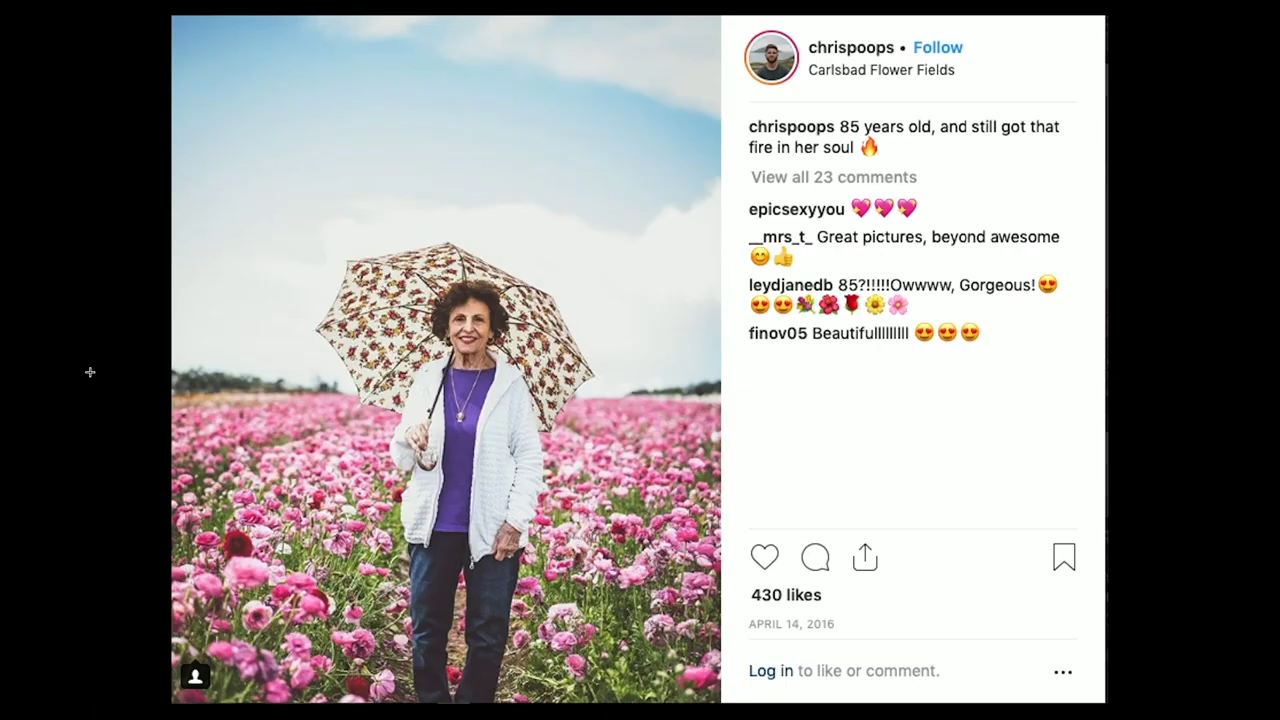 chrispoops • Follow
Carlsbad Flower Fields
chrispoops 85 years old, and still got that
fire in her soul 🔥
View all 23 comments
epicsexyyou 💖💖💖
__mrs_t_ Great pictures, beyond awesome
😊👍
leydjanedb 85?!!!!!Owwww, Gorgeous!😍
😍😍💐🌺🌹🌼🌸
finov05 Beautifulllllllll 😍😍😍
430 likes
APRIL 14, 2016
Log in to like or comment.